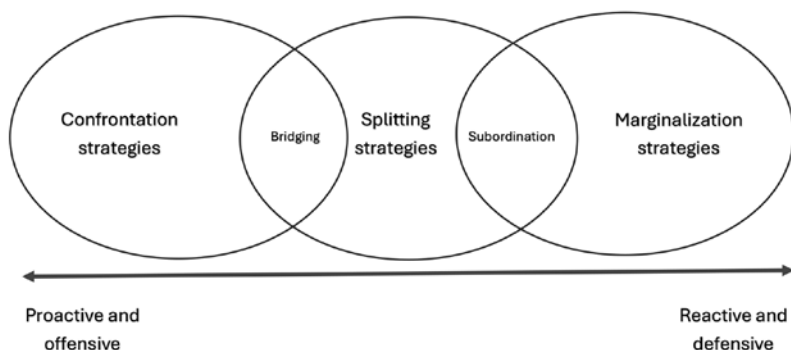 Confrontation
strategies
Bridging
Splitting
strategies
Subordination
Marginalization
strategies
Proactive and
offensive
Reactive and
defensive